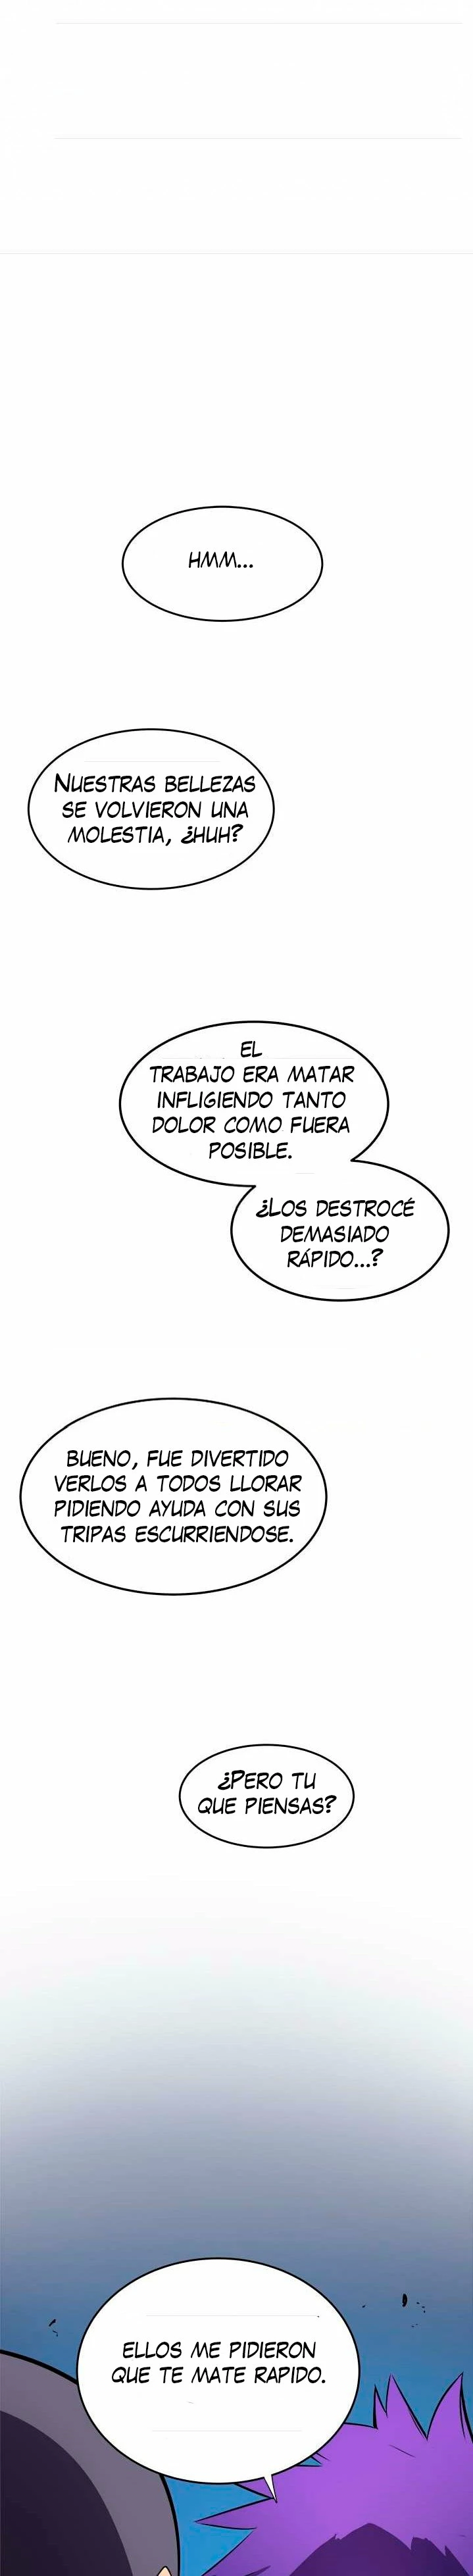 HMM...
NUESTRAS BELLEZAS
SE VOLVIERON UNA
MOLESTIA, ¿HUH?
EL
TRABAJO ERA MATAR
INFLIGIENDO TANTO
DOLOR COMO FUERA
POSIBLE.
¿LOS DESTROCÉ
DEMASIADO
RÁPIDO...?
BUENO, FUE DIVERTIDO
VERLOS A TODOS LLORAR
PIDIENDO AYUDA CON SUS
TRIPAS ESCURRIENDOSE.
¿PERO TU
QUE PIENSAS?
ELLOS ME PIDIERON
QUE TE MATE RAPIDO.